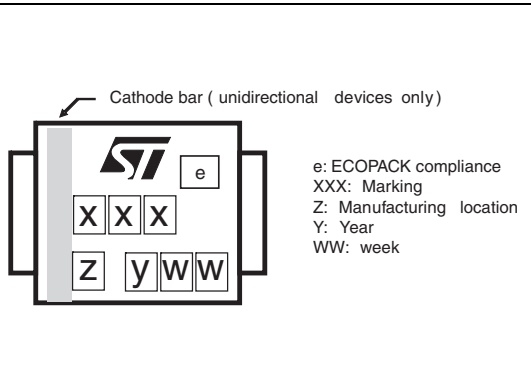 Cathode bar ( unidirectional devices only )
ST
e
x x x
z y w w
e: ECOPACK compliance
XXX: Marking
Z: Manufacturing location
Y: Year
WW: week